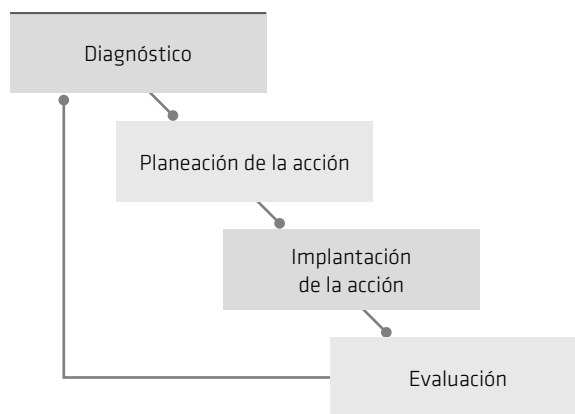 Diagnóstico
Planeación de la acción
Implantación
de la acción
Evaluación